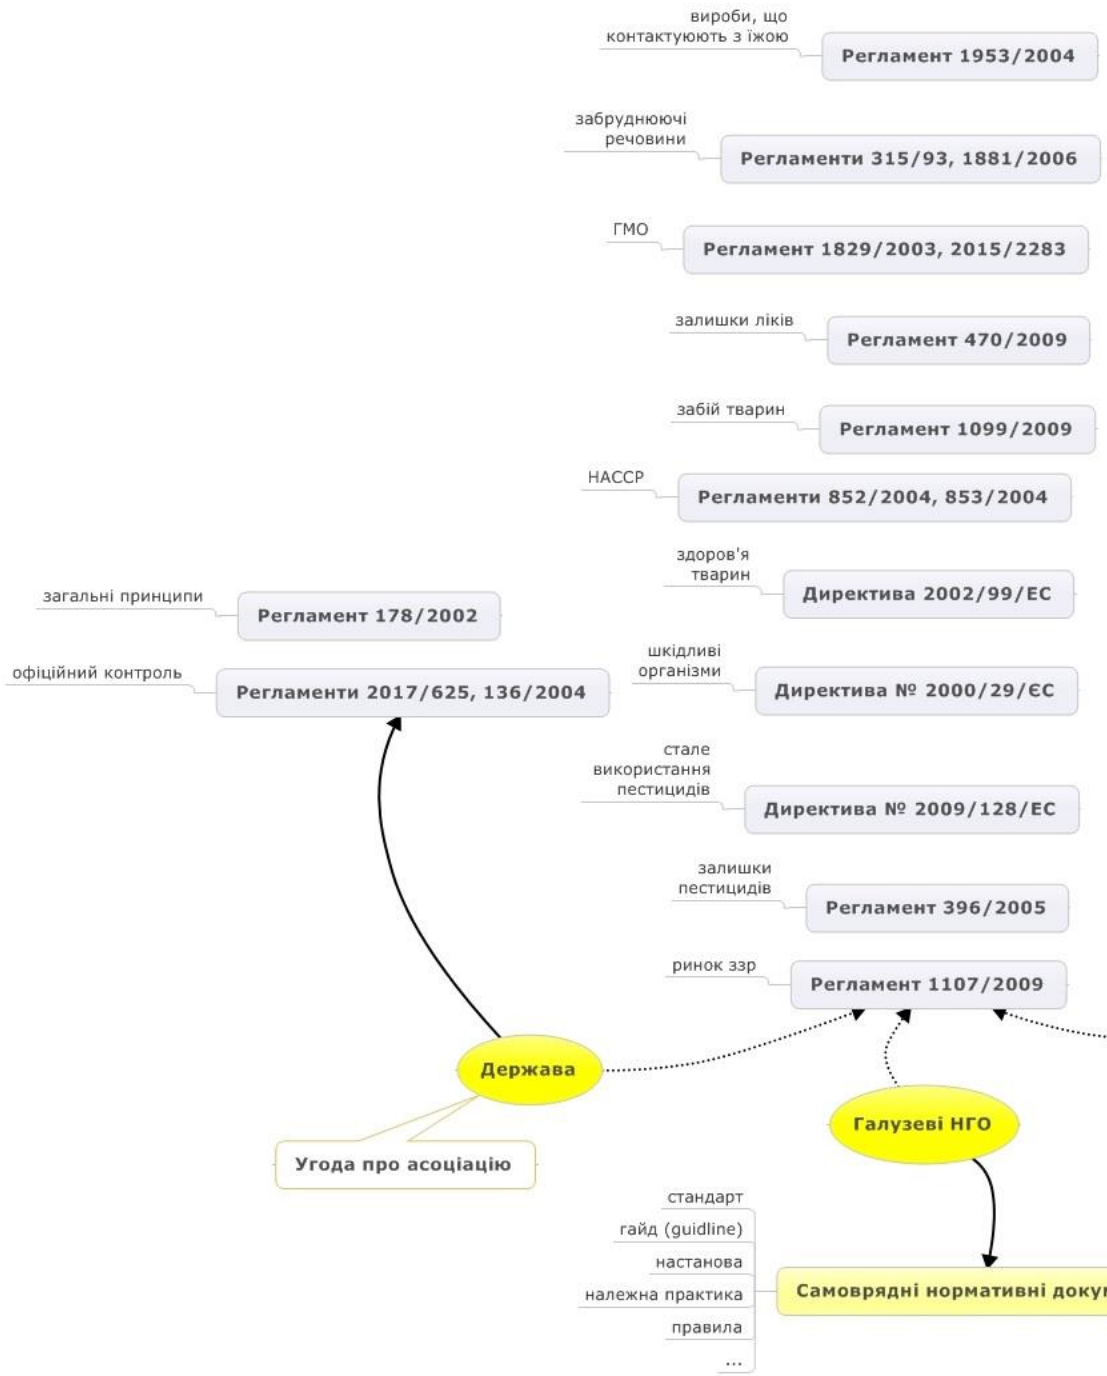 вироби, що
контактуюють з їжою
Регламент 1953/2004
забруднюючі
речовини
Регламенти 315/93, 1881/2006
ГМО
Регламент 1829/2003, 2015/2283
залишки ліків
Регламент 470/2009
забій тварин
Регламент 1099/2009
НАССР
Регламенти 852/2004, 853/2004
здоров'я
тварин
Директива 2002/99/ЕС
загальні принципи
Регламент 178/2002
офіційний контроль
Регламенти 2017/625, 136/2004
шкідливі
організми
Директива № 2000/29/ЄС
стале
використання
пестицидів
Директива № 2009/128/ЕС
залишки
пестицидів
Регламент 396/2005
ринок ззр
Регламент 1107/2009
Держава
Галузеві НГО
Угода про асоціацію
стандарт
гайд (guidline)
настанова
належна практика
правила
...
Самоврядні нормативні докум